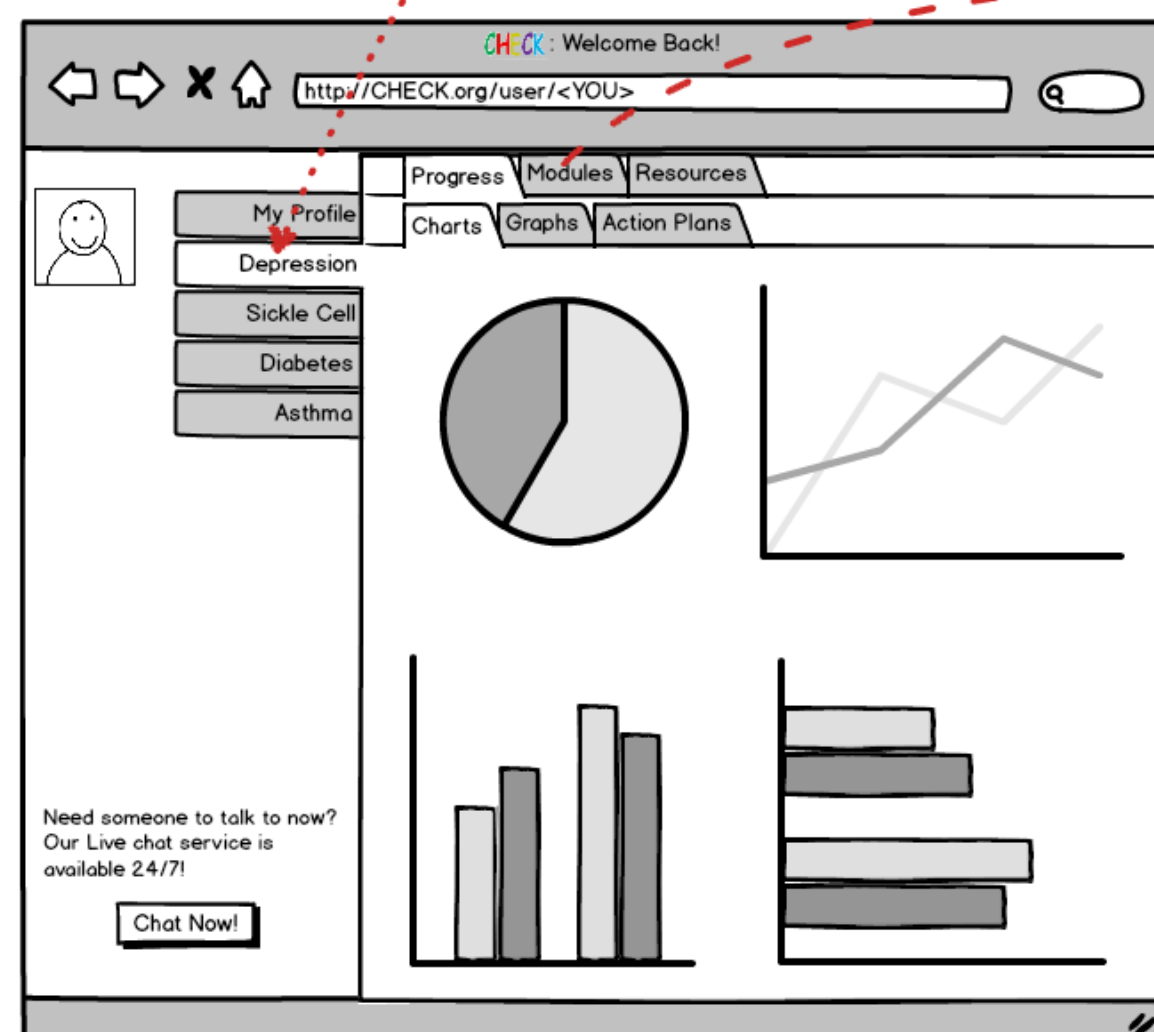 CHECK : Welcome Back!
http://CHECK.org/user/<YOU>
Progress Modules Resources
Charts Graphs Action Plans
My Profile
Depression
Sickle Cell
Diabetes
Asthma
Need someone to talk to now?
Our Live chat service is
available 24/7!
Chat Now!